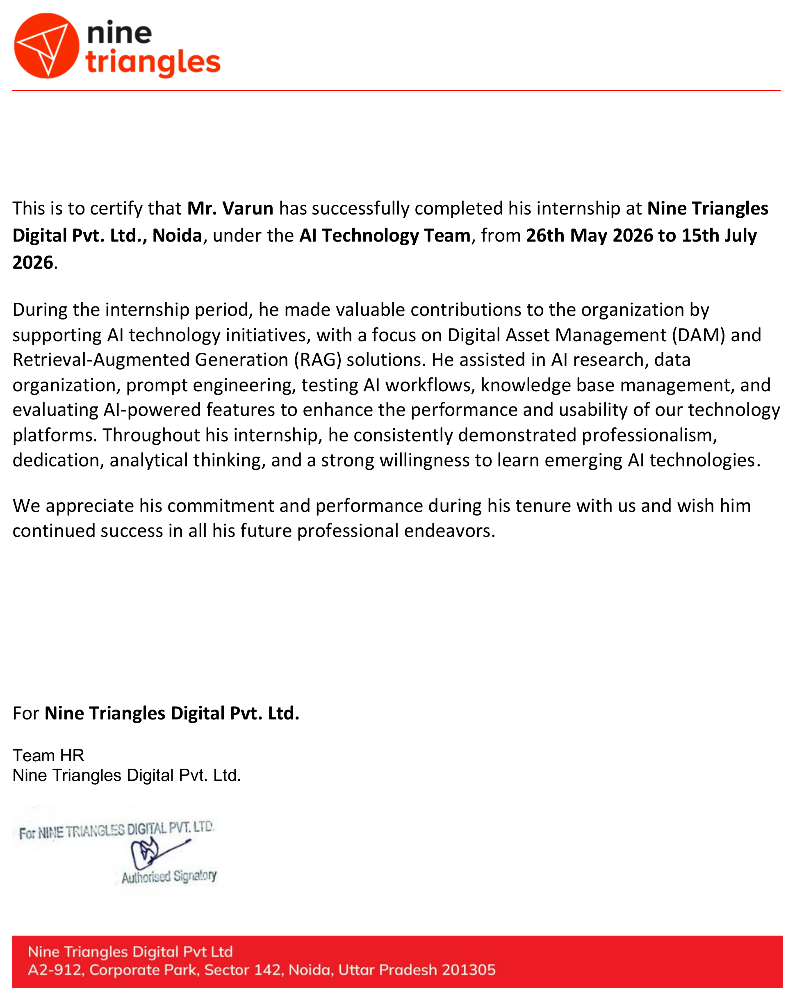 nine
triangles
This is to certify that Mr. Varun has successfully completed his internship at Nine Triangles
Digital Pvt. Ltd., Noida, under the AI Technology Team, from 26th May 2026 to 15th July
2026.
During the internship period, he made valuable contributions to the organization by
supporting AI technology initiatives, with a focus on Digital Asset Management (DAM) and
Retrieval-Augmented Generation (RAG) solutions. He assisted in AI research, data
organization, prompt engineering, testing AI workflows, knowledge base management, and
evaluating AI-powered features to enhance the performance and usability of our technology
platforms. Throughout his internship, he consistently demonstrated professionalism,
dedication, analytical thinking, and a strong willingness to learn emerging AI technologies.
We appreciate his commitment and performance during his tenure with us and wish him
continued success in all his future professional endeavors.
For Nine Triangles Digital Pvt. Ltd.
Team HR
Nine Triangles Digital Pvt. Ltd.
For NINE TRIANGLES DIGITAL PVT. LTD.
Authorised Signatory
Nine Triangles Digital Pvt Ltd
A2-912, Corporate Park, Sector 142, Noida, Uttar Pradesh 201305